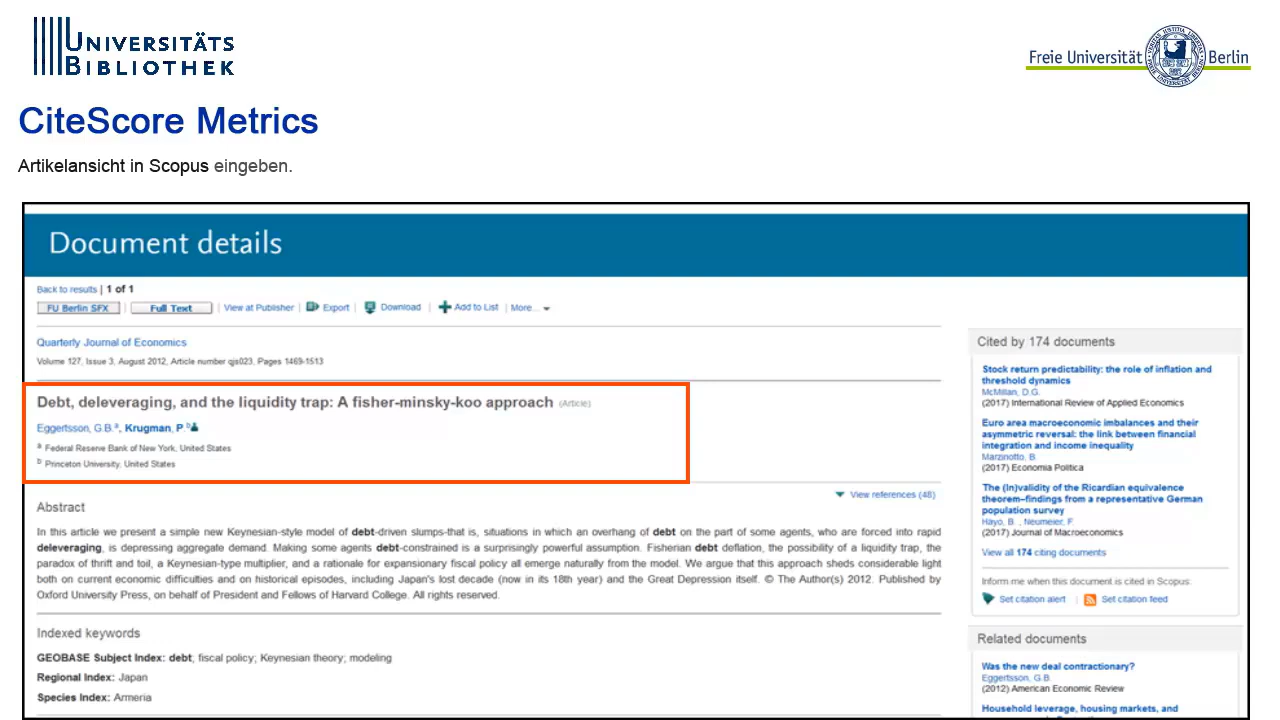 UNIVERSITÄTS
BIBLIOTHEK
Freie Universität Berlin
CiteScore Metrics
Artikelansicht in Scopus eingeben.
Document details
Back to results | 1 of 1
FU Berlin SFX | Full Text | View at Publisher | Export | Download | Add to List | More...
Quarterly Journal of Economics
Volume 127, Issue 3, August 2012, Article number qjs023, Pages 1469-1513
Debt, deleveraging, and the liquidity trap: A fisher-minsky-koo approach (Article)
Eggertsson, G.B.a, Krugman, P b
a Federal Reserve Bank of New York, United States
b Princeton University, United States
View references (48)
Abstract
In this article we present a simple new Keynesian-style model of debt-driven slumps-that is, situations in which an overhang of debt on the part of some agents, who are forced into rapid
deleveraging, is depressing aggregate demand. Making some agents debt-constrained is a surprisingly powerful assumption. Fisherian debt deflation, the possibility of a liquidity trap, the
paradox of thrift and toil, a Keynesian-type multiplier, and a rationale for expansionary fiscal policy all emerge naturally from the model. We argue that this approach sheds considerable light
both on current economic difficulties and on historical episodes, including Japan's lost decade (now in its 18th year) and the Great Depression itself. © The Author(s) 2012. Published by
Oxford University Press, on behalf of President and Fellows of Harvard College. All rights reserved.
Indexed keywords
GEOBASE Subject Index: debt; fiscal policy; Keynesian theory; modeling
Regional Index: Japan
Species Index: Armeria
Cited by 174 documents
Stock return predictability: the role of inflation and
threshold dynamics
McMillan, D.G.
(2017) International Review of Applied Economics
Euro area macroeconomic imbalances and their
asymmetric reversal: the link between financial
integration and income inequality
Marzinotto, B
(2017) Economia Politica
The (In)validity of the Ricardian equivalence
theorem–findings from a representative German
population survey
Hayo, B. , Neumeier, F.
(2017) Journal of Macroeconomics
View all 174 citing documents
Inform me when this document is cited in Scopus:
Set citation alert | Set citation feed
Related documents
Was the new deal contractionary?
Eggertsson, G.B.
(2012) American Economic Review
Household leverage, housing markets, and